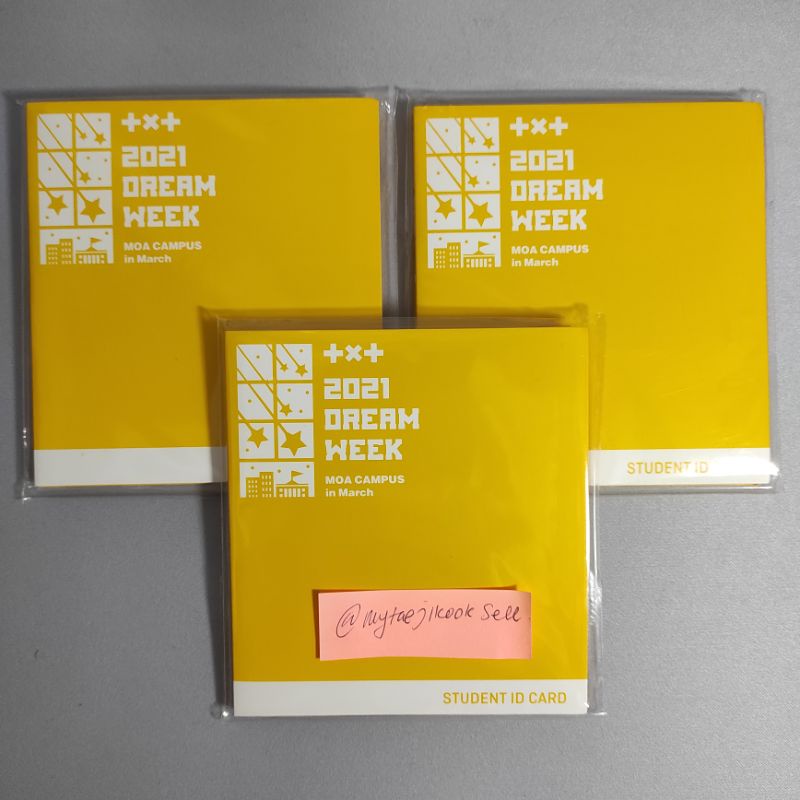 +×+
2021
DREAM
WEEK
MOA CAMPUS
in March
+×+
2021
DREAM
WEEK
MOA CAMPUS
in March
STUDENT ID
+×+
2021
DREAM
WEEK
MOA CAMPUS
in March
@mytaejikook sell
STUDENT ID CARD